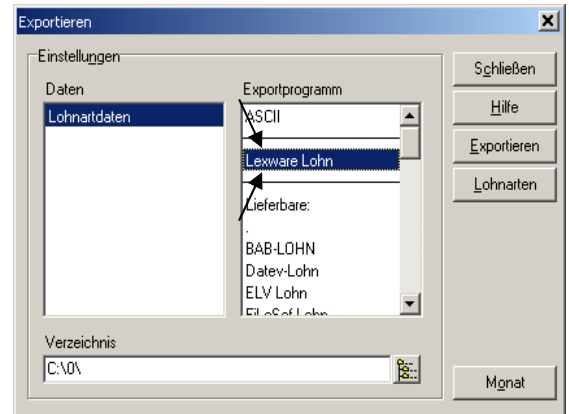 Exportieren
Einstellungen
Daten
Exportprogramm
Lohnartdaten
ASCII
Lexware Lohn
Lieferbare:
.
BAB-LOHN
Datev-Lohn
ELV Lohn
Verzeichnis
C:\0\
Schließen
Hilfe
Exportieren
Lohnarten
Monat